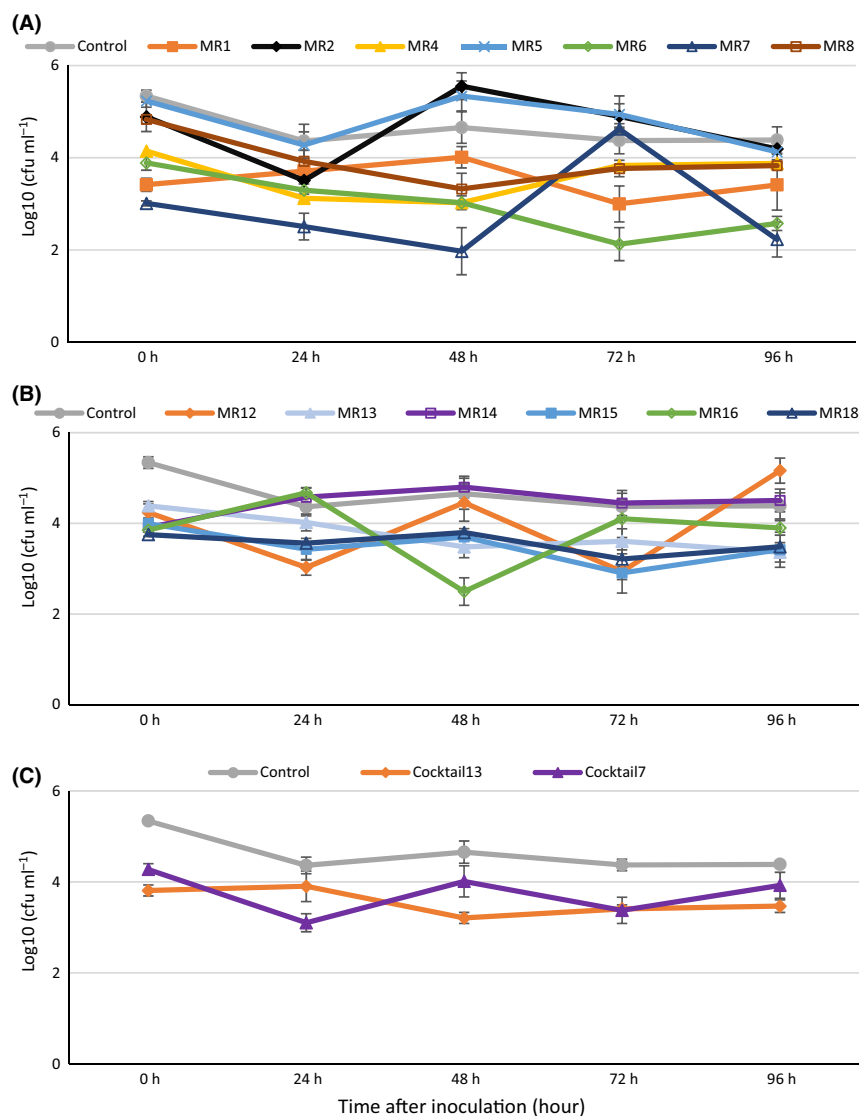 (A)
Control MR1 MR2 MR4 MR5 MR6 MR7 MR8
6
4
2
0
Log10 (cfu ml⁻¹)
0 h 24 h 48 h 72 h 96 h
(B)
Control MR12 MR13 MR14 MR15 MR16 MR18
6
4
2
0
Log10 (cfu ml⁻¹)
0 h 24 h 48 h 72 h 96 h
(C)
Control Cocktail13 Cocktail7
6
4
2
0
Log10 (cfu ml⁻¹)
0 h 24 h 48 h 72 h 96 h
Time after inoculation (hour)